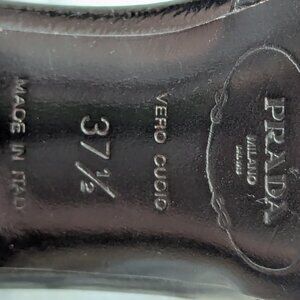 PRADA
MILANO
VERO CUOIO
37½
MADE IN ITALY